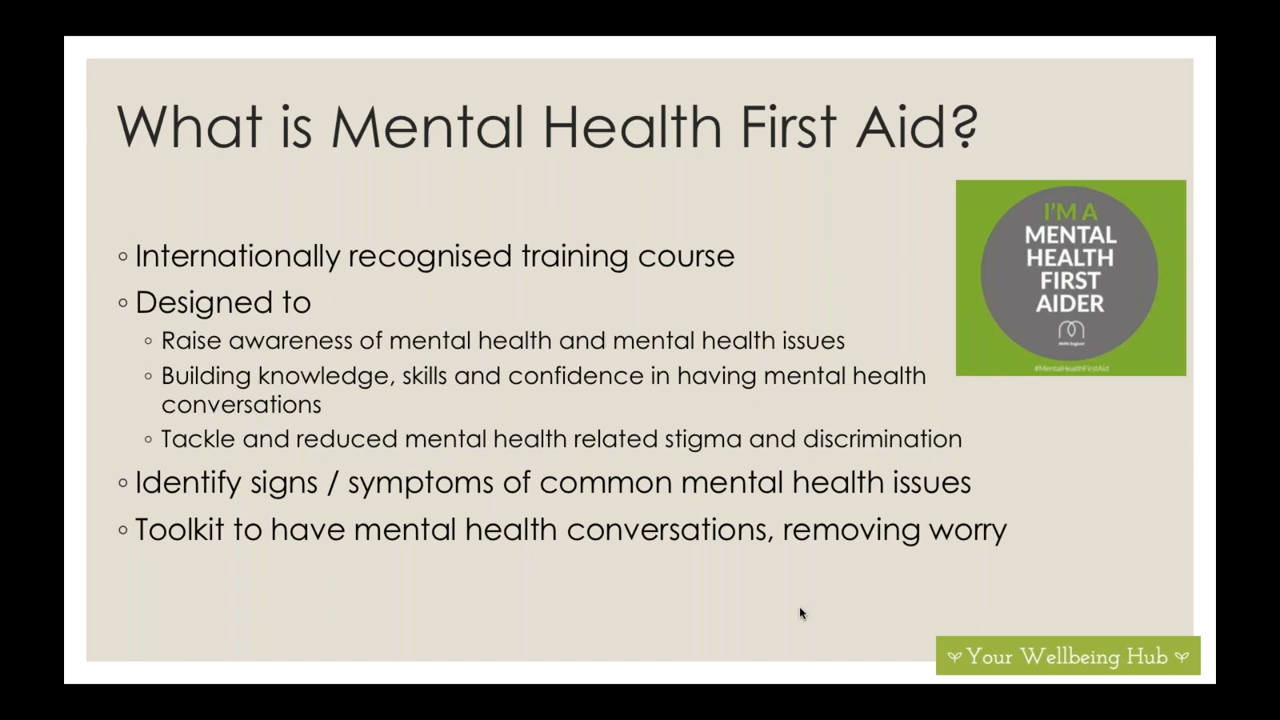 What is Mental Health First Aid?
◦ Internationally recognised training course
◦ Designed to
◦ Raise awareness of mental health and mental health issues
◦ Building knowledge, skills and confidence in having mental health
conversations
◦ Tackle and reduced mental health related stigma and discrimination
◦ Identify signs / symptoms of common mental health issues
◦ Toolkit to have mental health conversations, removing worry
I'M A
MENTAL
HEALTH
FIRST
AIDER
MHFA England
#MentalHealthFirstAid
Your Wellbeing Hub